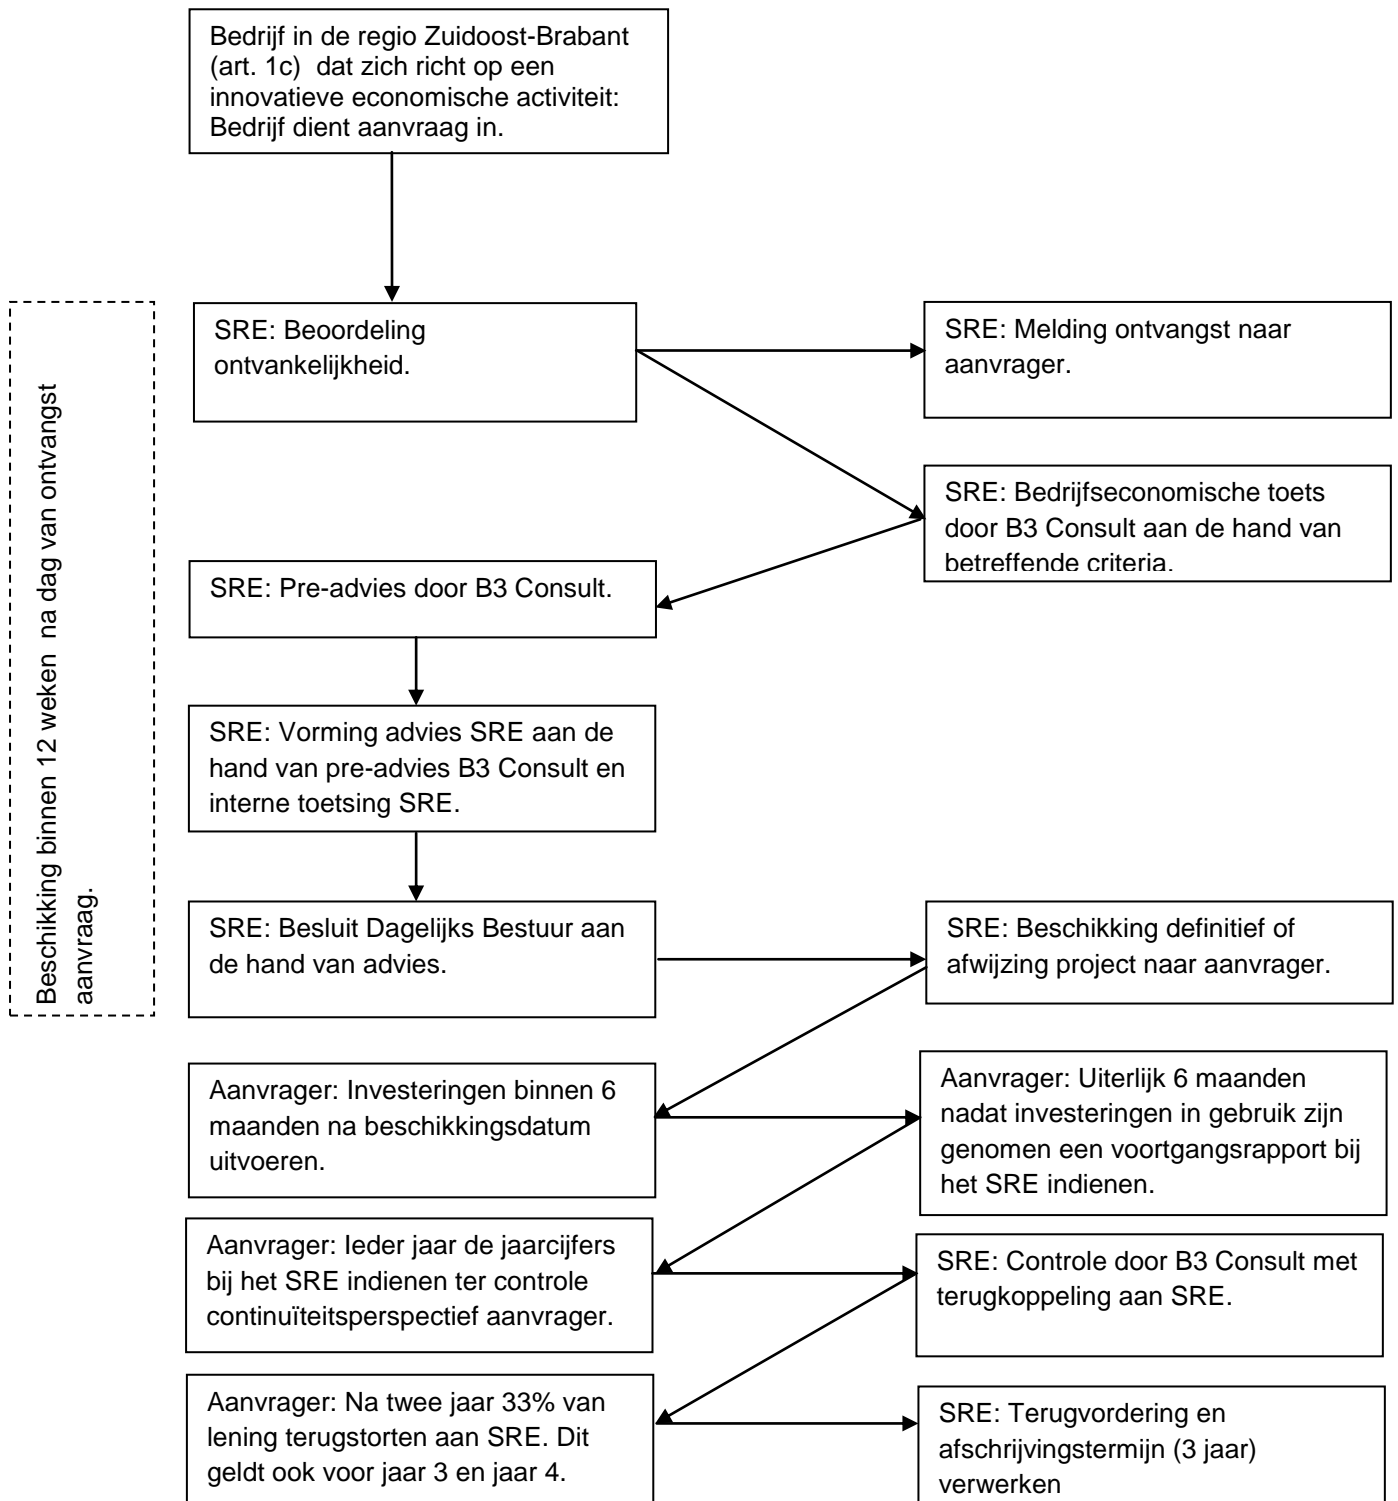 Bedrijf in de regio Zuidoost-Brabant
(art. 1c)  dat zich richt op een
innovatieve economische activiteit:
Bedrijf dient aanvraag in.
Beschikking binnen 12 weken  na dag van ontvangst
aanvraag.
SRE: Beoordeling
ontvankelijkheid.
SRE: Melding ontvangst naar
aanvrager.
SRE: Bedrijfseconomische toets
door B3 Consult aan de hand van
betreffende criteria.
SRE: Pre-advies door B3 Consult.
SRE: Vorming advies SRE aan de
hand van pre-advies B3 Consult en
interne toetsing SRE.
SRE: Besluit Dagelijks Bestuur aan
de hand van advies.
SRE: Beschikking definitief of
afwijzing project naar aanvrager.
Aanvrager: Investeringen binnen 6
maanden na beschikkingsdatum
uitvoeren.
Aanvrager: Uiterlijk 6 maanden
nadat investeringen in gebruik zijn
genomen een voortgangsrapport bij
het SRE indienen.
Aanvrager: Ieder jaar de jaarcijfers
bij het SRE indienen ter controle
continuïteitsperspectief aanvrager.
SRE: Controle door B3 Consult met
terugkoppeling aan SRE.
Aanvrager: Na twee jaar 33% van
lening terugstorten aan SRE. Dit
geldt ook voor jaar 3 en jaar 4.
SRE: Terugvordering en
afschrijvingstermijn (3 jaar)
verwerken